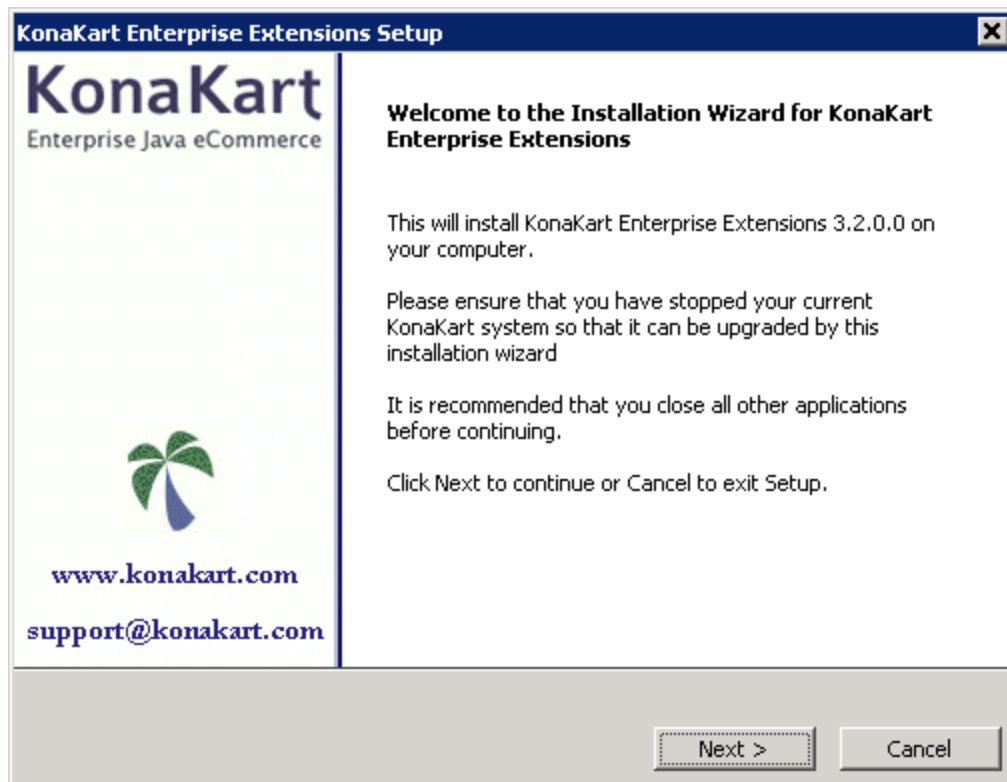 KonaKart Enterprise Extensions Setup
KonaKart
Enterprise Java eCommerce
Welcome to the Installation Wizard for KonaKart
Enterprise Extensions
This will install KonaKart Enterprise Extensions 3.2.0.0 on
your computer.
Please ensure that you have stopped your current
KonaKart system so that it can be upgraded by this
installation wizard
It is recommended that you close all other applications
before continuing.
Click Next to continue or Cancel to exit Setup.
www.konakart.com
support@konakart.com
Next >
Cancel